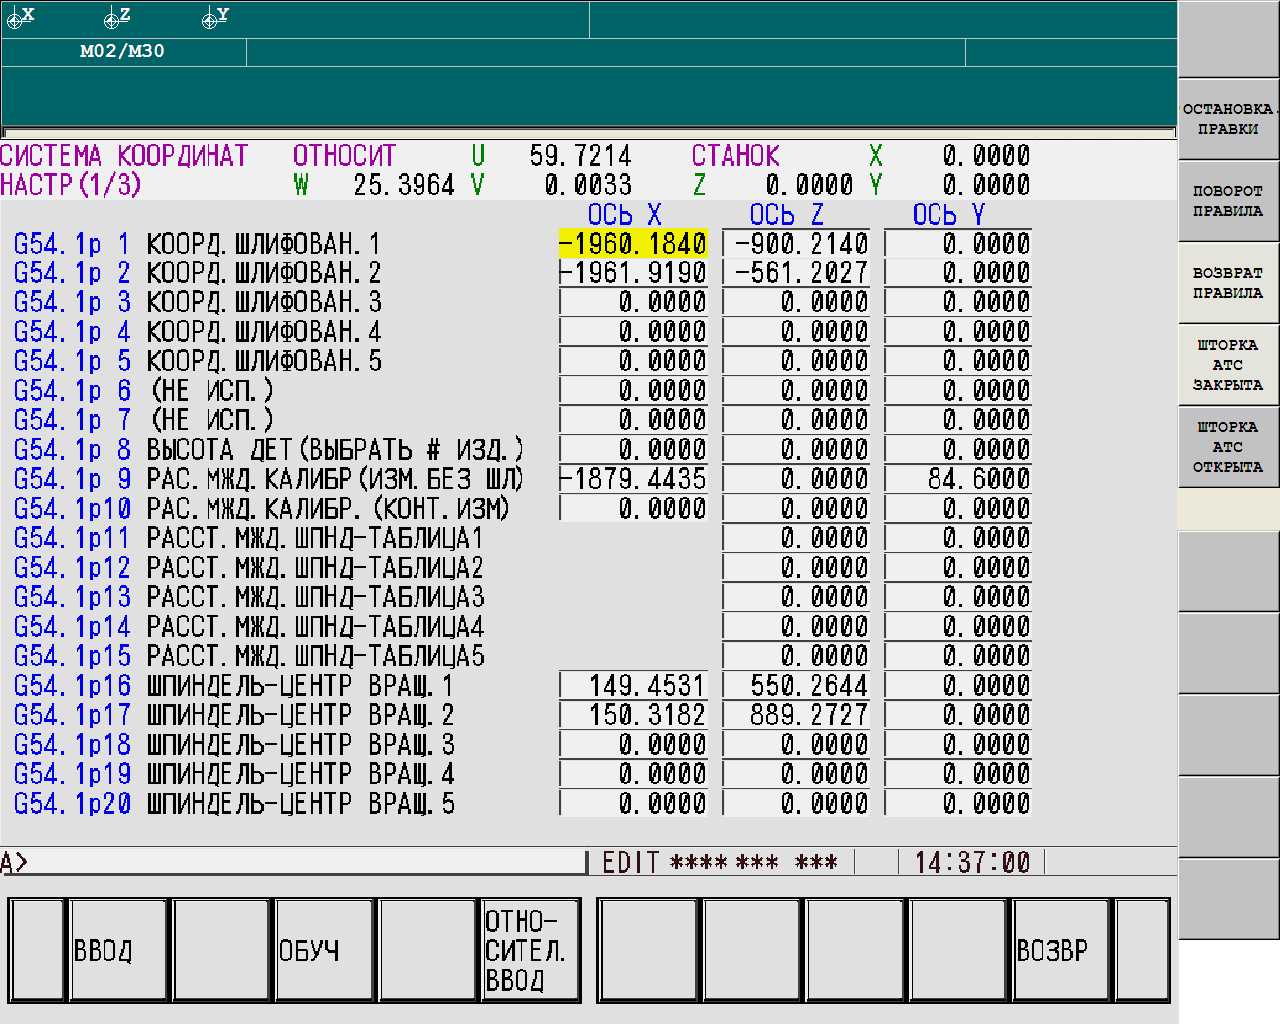 X Z Y
M02/M30
СИСТЕМА КООРДИНАТ ОТНОСИТ U 59.7214 СТАНОК X 0.0000
НАСТР(1/3) W 25.3964 V 0.0033 Z 0.0000 Y 0.0000
ОСЬ X ОСЬ Z ОСЬ Y
G54.1p 1 КООРД.ШЛИФОВАН.1 -1960.1840 -900.2140 0.0000
G54.1p 2 КООРД.ШЛИФОВАН.2 -1961.9190 -561.2027 0.0000
G54.1p 3 КООРД.ШЛИФОВАН.3 0.0000 0.0000 0.0000
G54.1p 4 КООРД.ШЛИФОВАН.4 0.0000 0.0000 0.0000
G54.1p 5 КООРД.ШЛИФОВАН.5 0.0000 0.0000 0.0000
G54.1p 6 (НЕ ИСП.) 0.0000 0.0000 0.0000
G54.1p 7 (НЕ ИСП.) 0.0000 0.0000 0.0000
G54.1p 8 ВЫСОТА ДЕТ(ВЫБРАТЬ # ИЗД.) 0.0000 0.0000 0.0000
G54.1p 9 РАС.МЖД.КАЛИБР(ИЗМ.БЕЗ ШЛ) -1879.4435 0.0000 84.6000
G54.1p10 РАС.МЖД.КАЛИБР.(КОНТ.ИЗМ) 0.0000 0.0000 0.0000
G54.1p11 РАССТ.МЖД.ШПНД-ТАБЛИЦА1 0.0000 0.0000
G54.1p12 РАССТ.МЖД.ШПНД-ТАБЛИЦА2 0.0000 0.0000
G54.1p13 РАССТ.МЖД.ШПНД-ТАБЛИЦА3 0.0000 0.0000
G54.1p14 РАССТ.МЖД.ШПНД-ТАБЛИЦА4 0.0000 0.0000
G54.1p15 РАССТ.МЖД.ШПНД-ТАБЛИЦА5 0.0000 0.0000
G54.1p16 ШПИНДЕЛЬ-ЦЕНТР ВРАЩ.1 149.4531 550.2644 0.0000
G54.1p17 ШПИНДЕЛЬ-ЦЕНТР ВРАЩ.2 150.3182 889.2727 0.0000
G54.1p18 ШПИНДЕЛЬ-ЦЕНТР ВРАЩ.3 0.0000 0.0000 0.0000
G54.1p19 ШПИНДЕЛЬ-ЦЕНТР ВРАЩ.4 0.0000 0.0000 0.0000
G54.1p20 ШПИНДЕЛЬ-ЦЕНТР ВРАЩ.5 0.0000 0.0000 0.0000
A>
EDIT **** *** *** 14:37:00
ВВОД
ОБУЧ
ОТНО-
СИТЕЛ.
ВВОД
ВОЗВР
ОСТАНОВКА.
ПРАВКИ
ПОВОРОТ
ПРАВИЛА
ВОЗВРАТ
ПРАВИЛА
ШТОРКА
АТС
ЗАКРЫТА
ШТОРКА
АТС
ОТКРЫТА